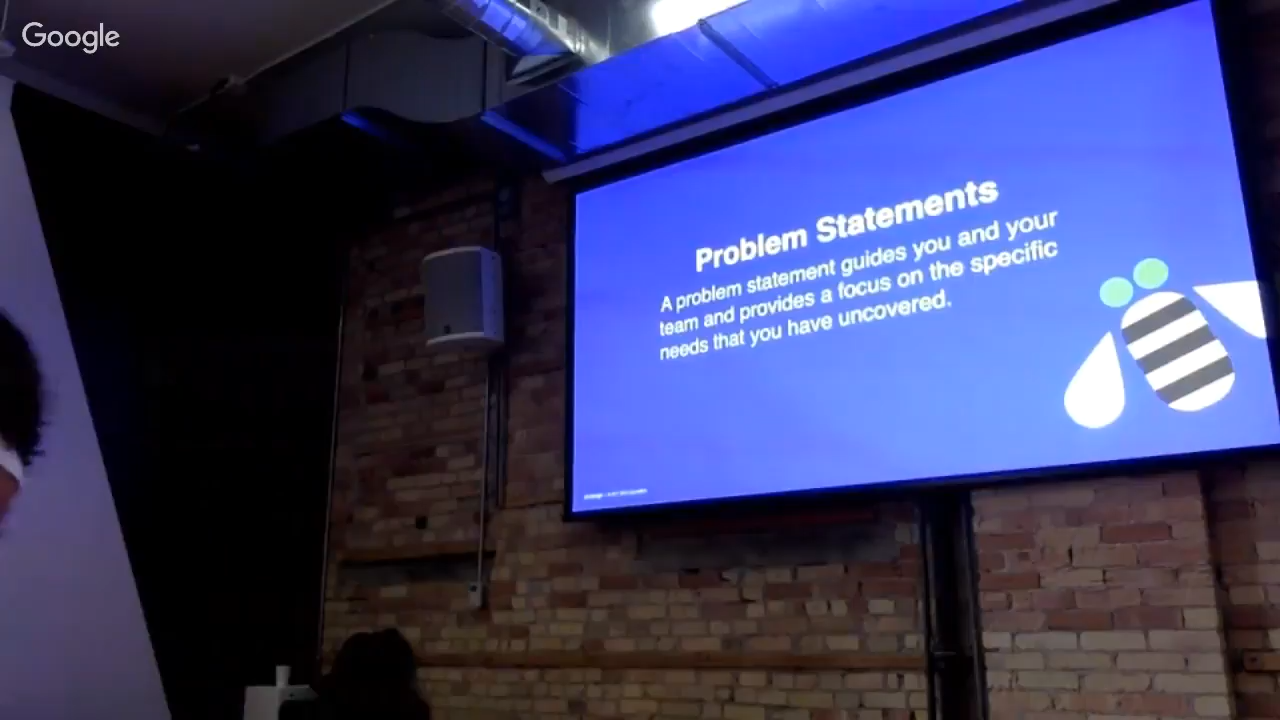 Google
Problem Statements
A problem statement guides you and your
team and provides a focus on the specific
needs that you have uncovered.